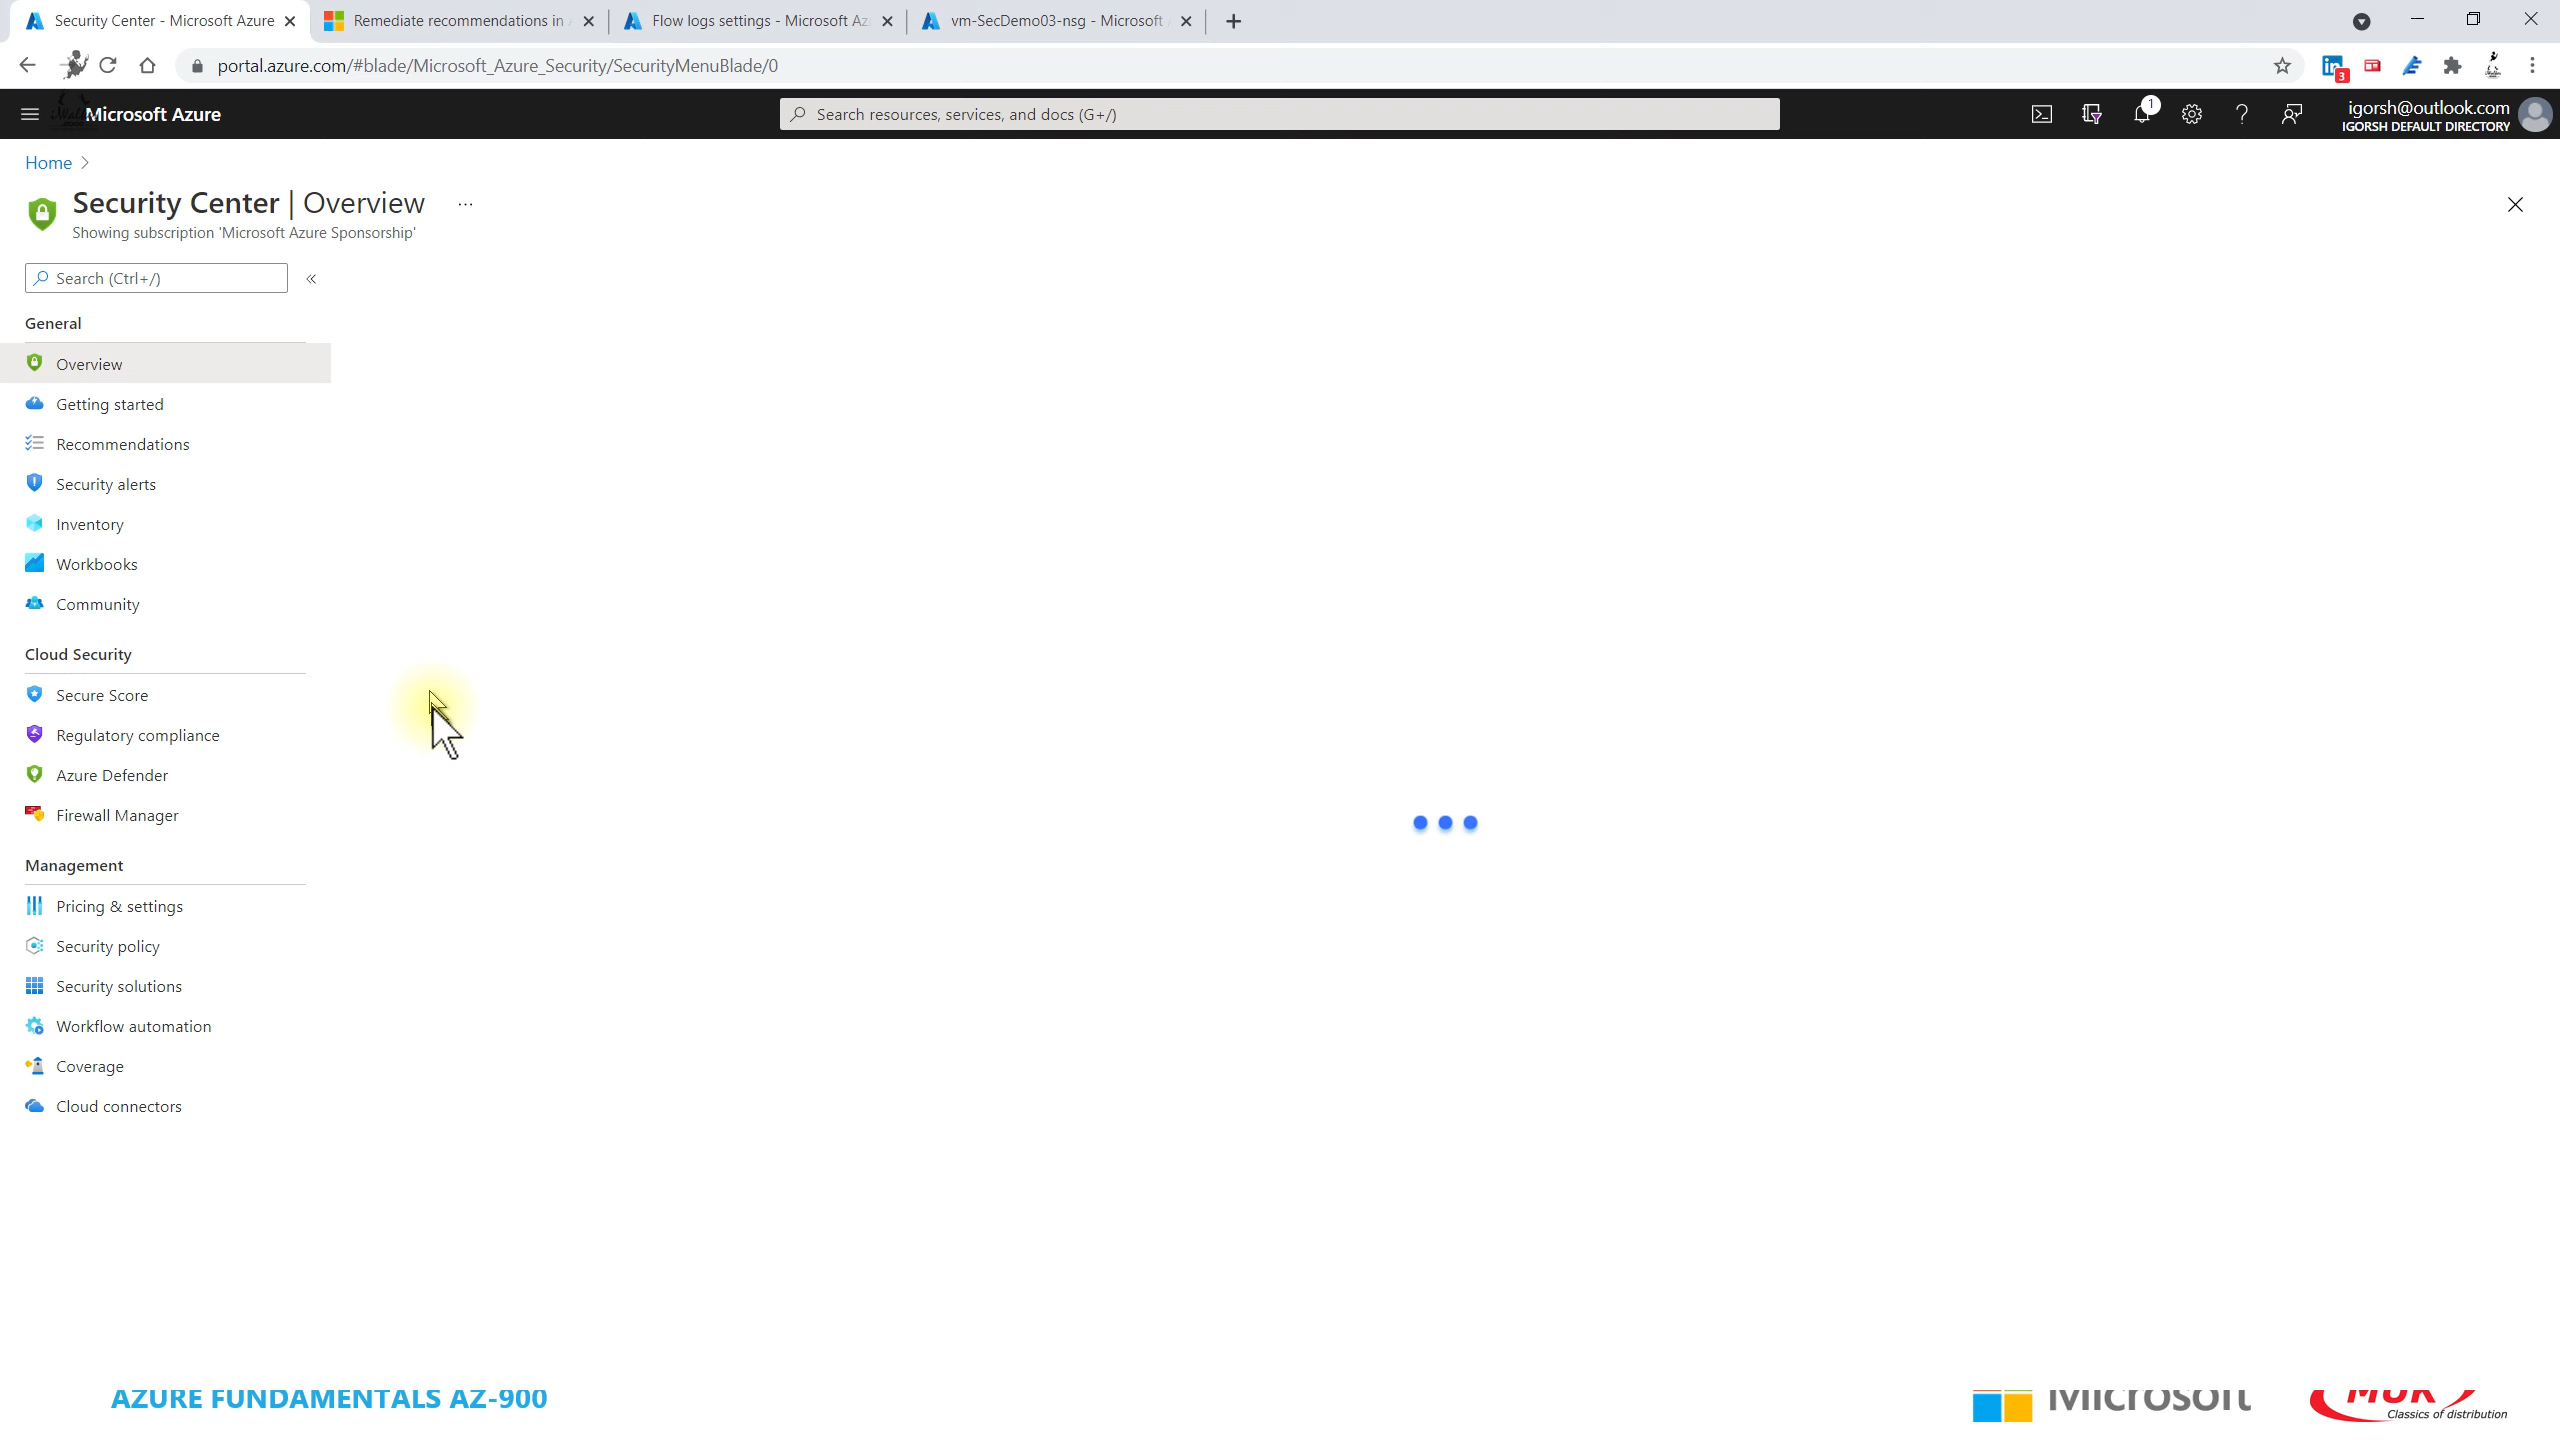 Security Center - Microsoft Azure
Remediate recommendations in
Flow logs settings - Microsoft Az
vm-SecDemo03-nsg - Microsoft
portal.azure.com/#blade/Microsoft_Azure_Security/SecurityMenuBlade/0
3
Microsoft Azure
Search resources, services, and docs (G+/)
1
igorsh@outlook.com
IGORSH DEFAULT DIRECTORY
Home >
Security Center | Overview ...
Showing subscription 'Microsoft Azure Sponsorship'
Search (Ctrl+/)
General
Overview
Getting started
Recommendations
Security alerts
Inventory
Workbooks
Community
Cloud Security
Secure Score
Regulatory compliance
Azure Defender
Firewall Manager
Management
Pricing & settings
Security policy
Security solutions
Workflow automation
Coverage
Cloud connectors
AZURE FUNDAMENTALS AZ-900
Microsoft
MUK
Classics of distribution